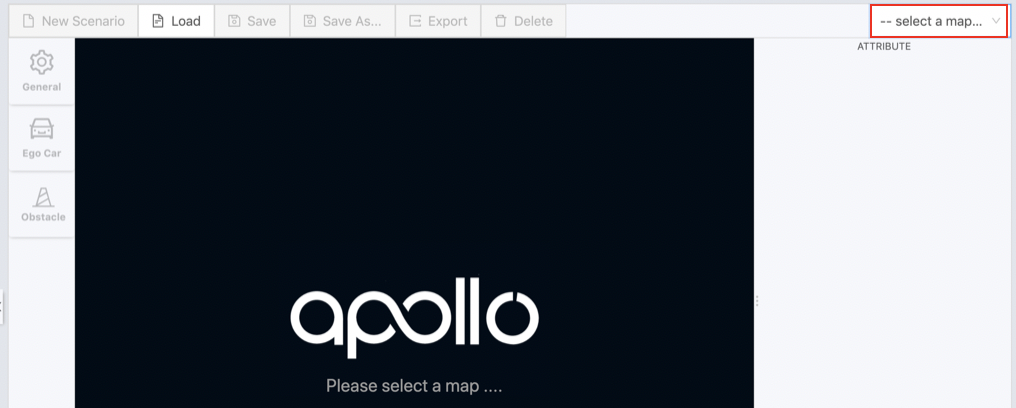 New Scenario Load Save Save As... Export Delete -- select a map...
ATTRIBUTE
General
Ego Car
Obstacle
apollo
Please select a map ....